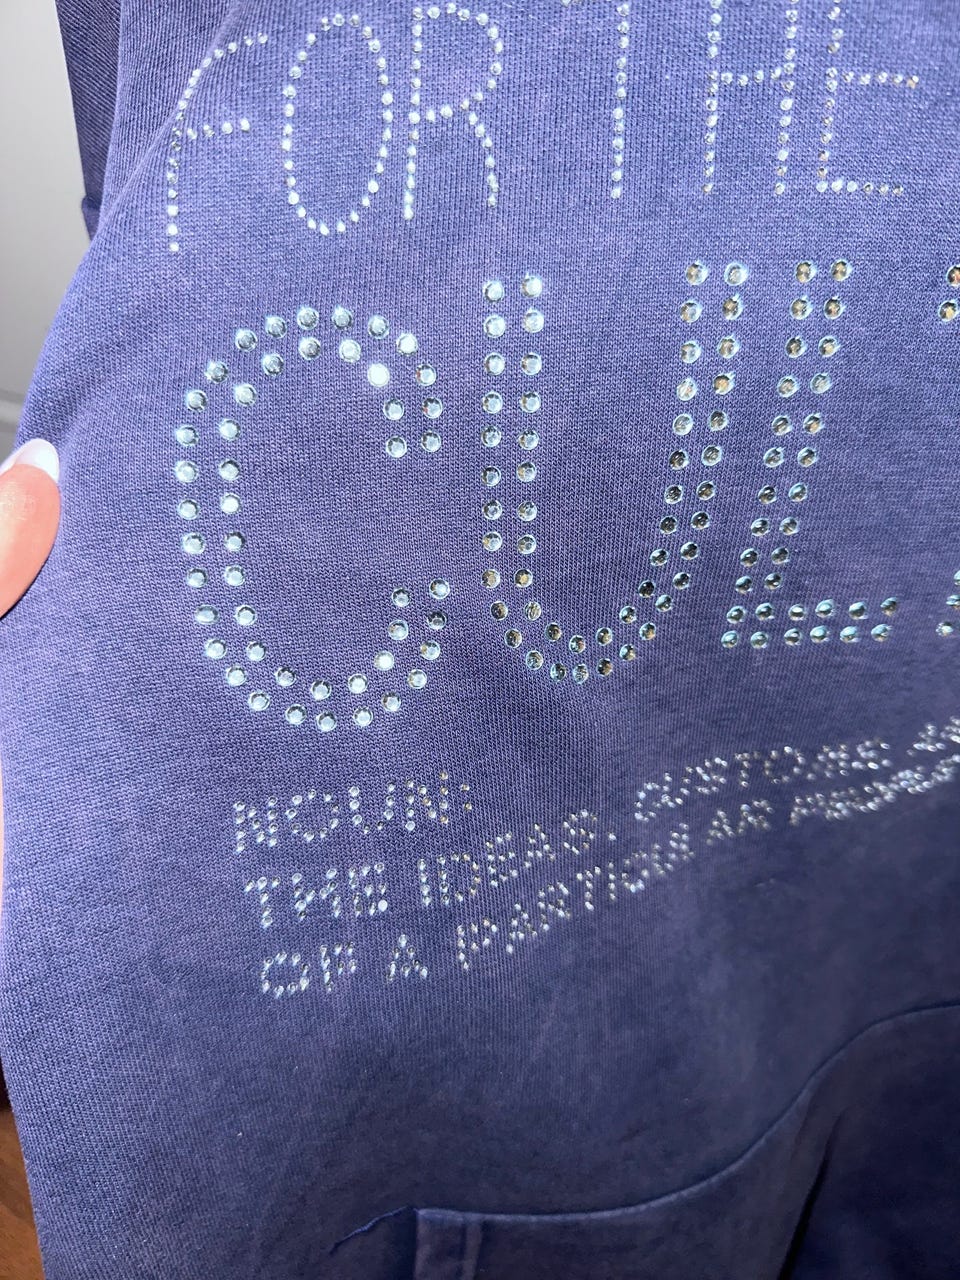 FOR THE
CUL
NOUN:
THE IDEAS, CUSTOMS
OF A PARTICULAR